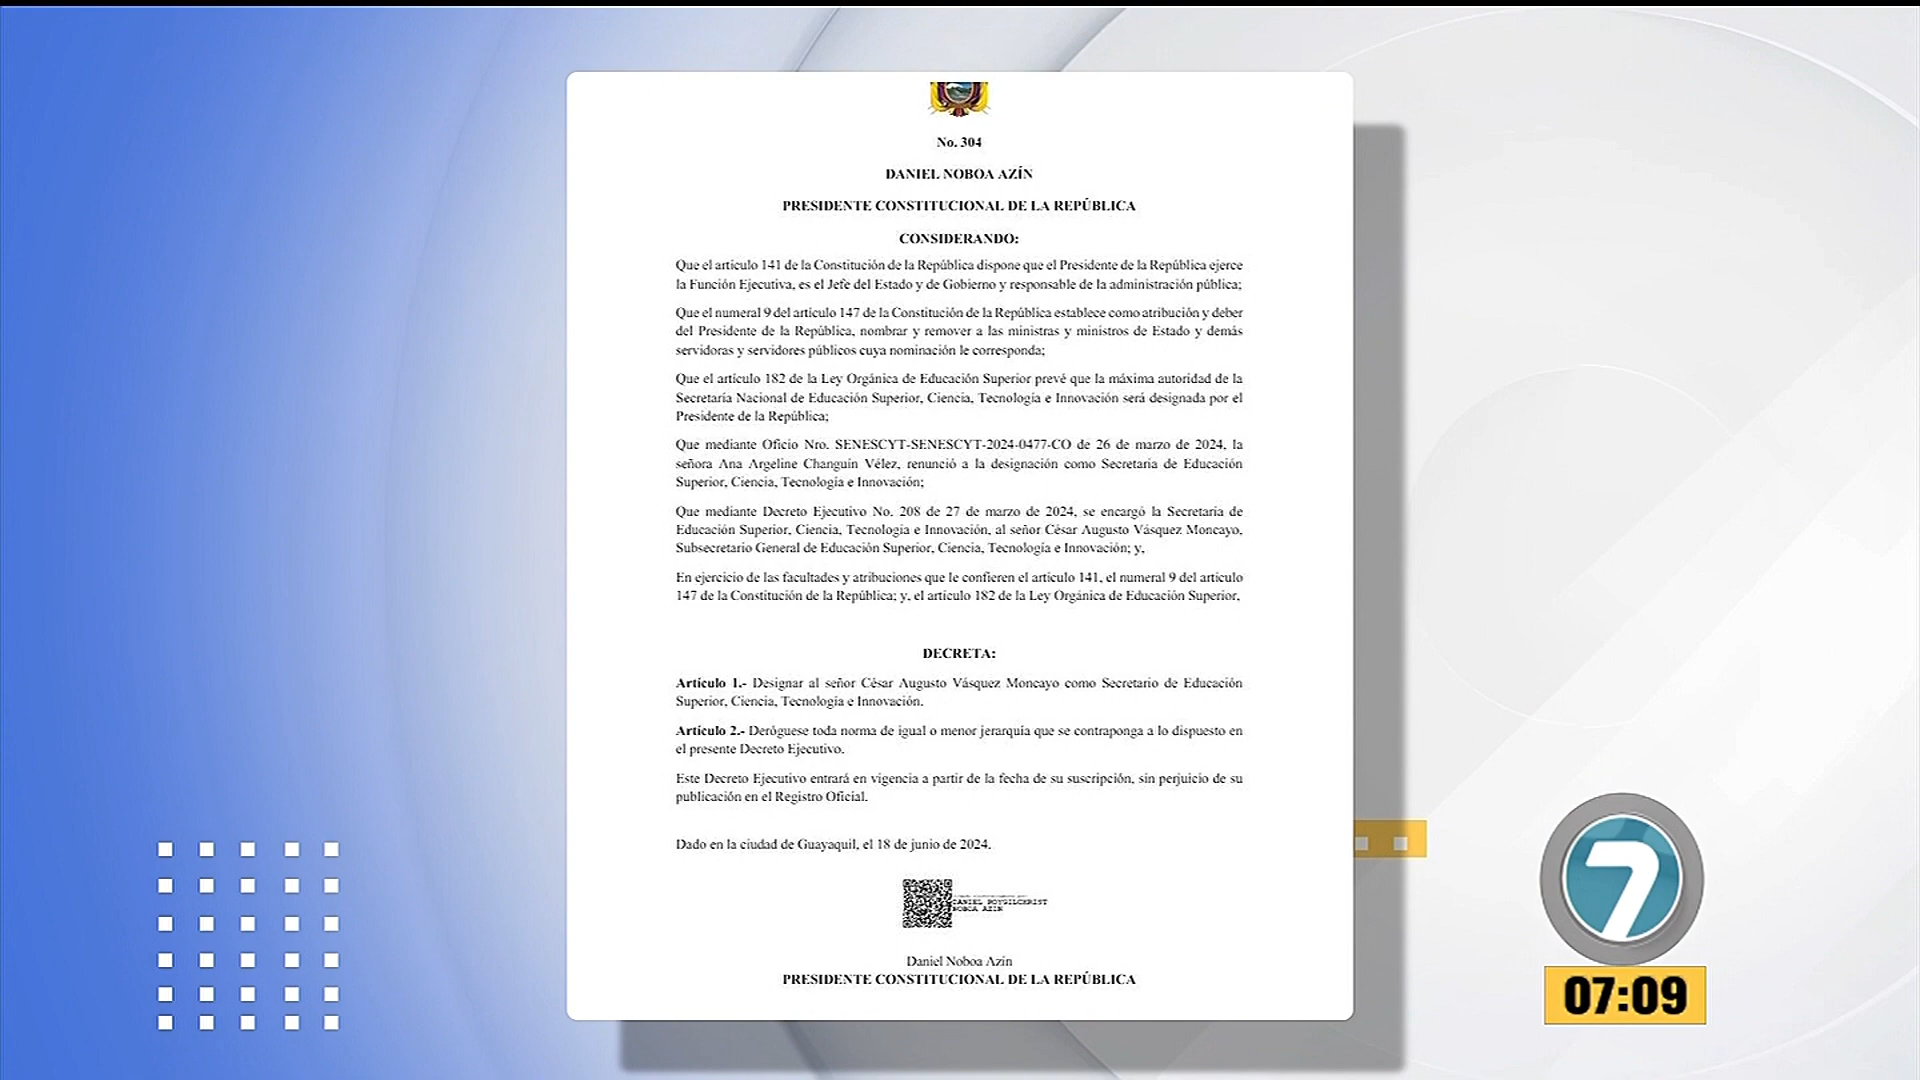 No. 304
DANIEL NOBOA AZÍN
PRESIDENTE CONSTITUCIONAL DE LA REPÚBLICA
CONSIDERANDO:
Que el artículo 141 de la Constitución de la República dispone que el Presidente de la República ejerce
la Función Ejecutiva, es el Jefe del Estado y de Gobierno y responsable de la administración pública;
Que el numeral 9 del artículo 147 de la Constitución de la República establece como atribución y deber
del Presidente de la República, nombrar y remover a las ministras y ministros de Estado y demás
servidoras y servidores públicos cuya nominación le corresponda;
Que el artículo 182 de la Ley Orgánica de Educación Superior prevé que la máxima autoridad de la
Secretaría Nacional de Educación Superior, Ciencia, Tecnología e Innovación será designada por el
Presidente de la República;
Que mediante Oficio Nro. SENESCYT-SENESCYT-2024-0477-CO de 26 de marzo de 2024, la
señora Ana Argeline Changuín Vélez, renunció a la designación como Secretaria de Educación
Superior, Ciencia, Tecnología e Innovación;
Que mediante Decreto Ejecutivo No. 208 de 27 de marzo de 2024, se encargó la Secretaría de
Educación Superior, Ciencia, Tecnología e Innovación, al señor César Augusto Vásquez Moncayo,
Subsecretario General de Educación Superior, Ciencia, Tecnología e Innovación; y,
En ejercicio de las facultades y atribuciones que le confieren el artículo 141, el numeral 9 del artículo
147 de la Constitución de la República; y, el artículo 182 de la Ley Orgánica de Educación Superior,
DECRETA:
Artículo 1.- Designar al señor César Augusto Vásquez Moncayo como Secretario de Educación
Superior, Ciencia, Tecnología e Innovación.
Artículo 2.- Deróguese toda norma de igual o menor jerarquía que se contraponga a lo dispuesto en
el presente Decreto Ejecutivo.
Este Decreto Ejecutivo entrará en vigencia a partir de la fecha de su suscripción, sin perjuicio de su
publicación en el Registro Oficial.
Dado en la ciudad de Guayaquil, el 18 de junio de 2024.
DANIEL ROYGILCHRIST
NOBOA AZIN
Daniel Noboa Azín
PRESIDENTE CONSTITUCIONAL DE LA REPÚBLICA
7
07:09